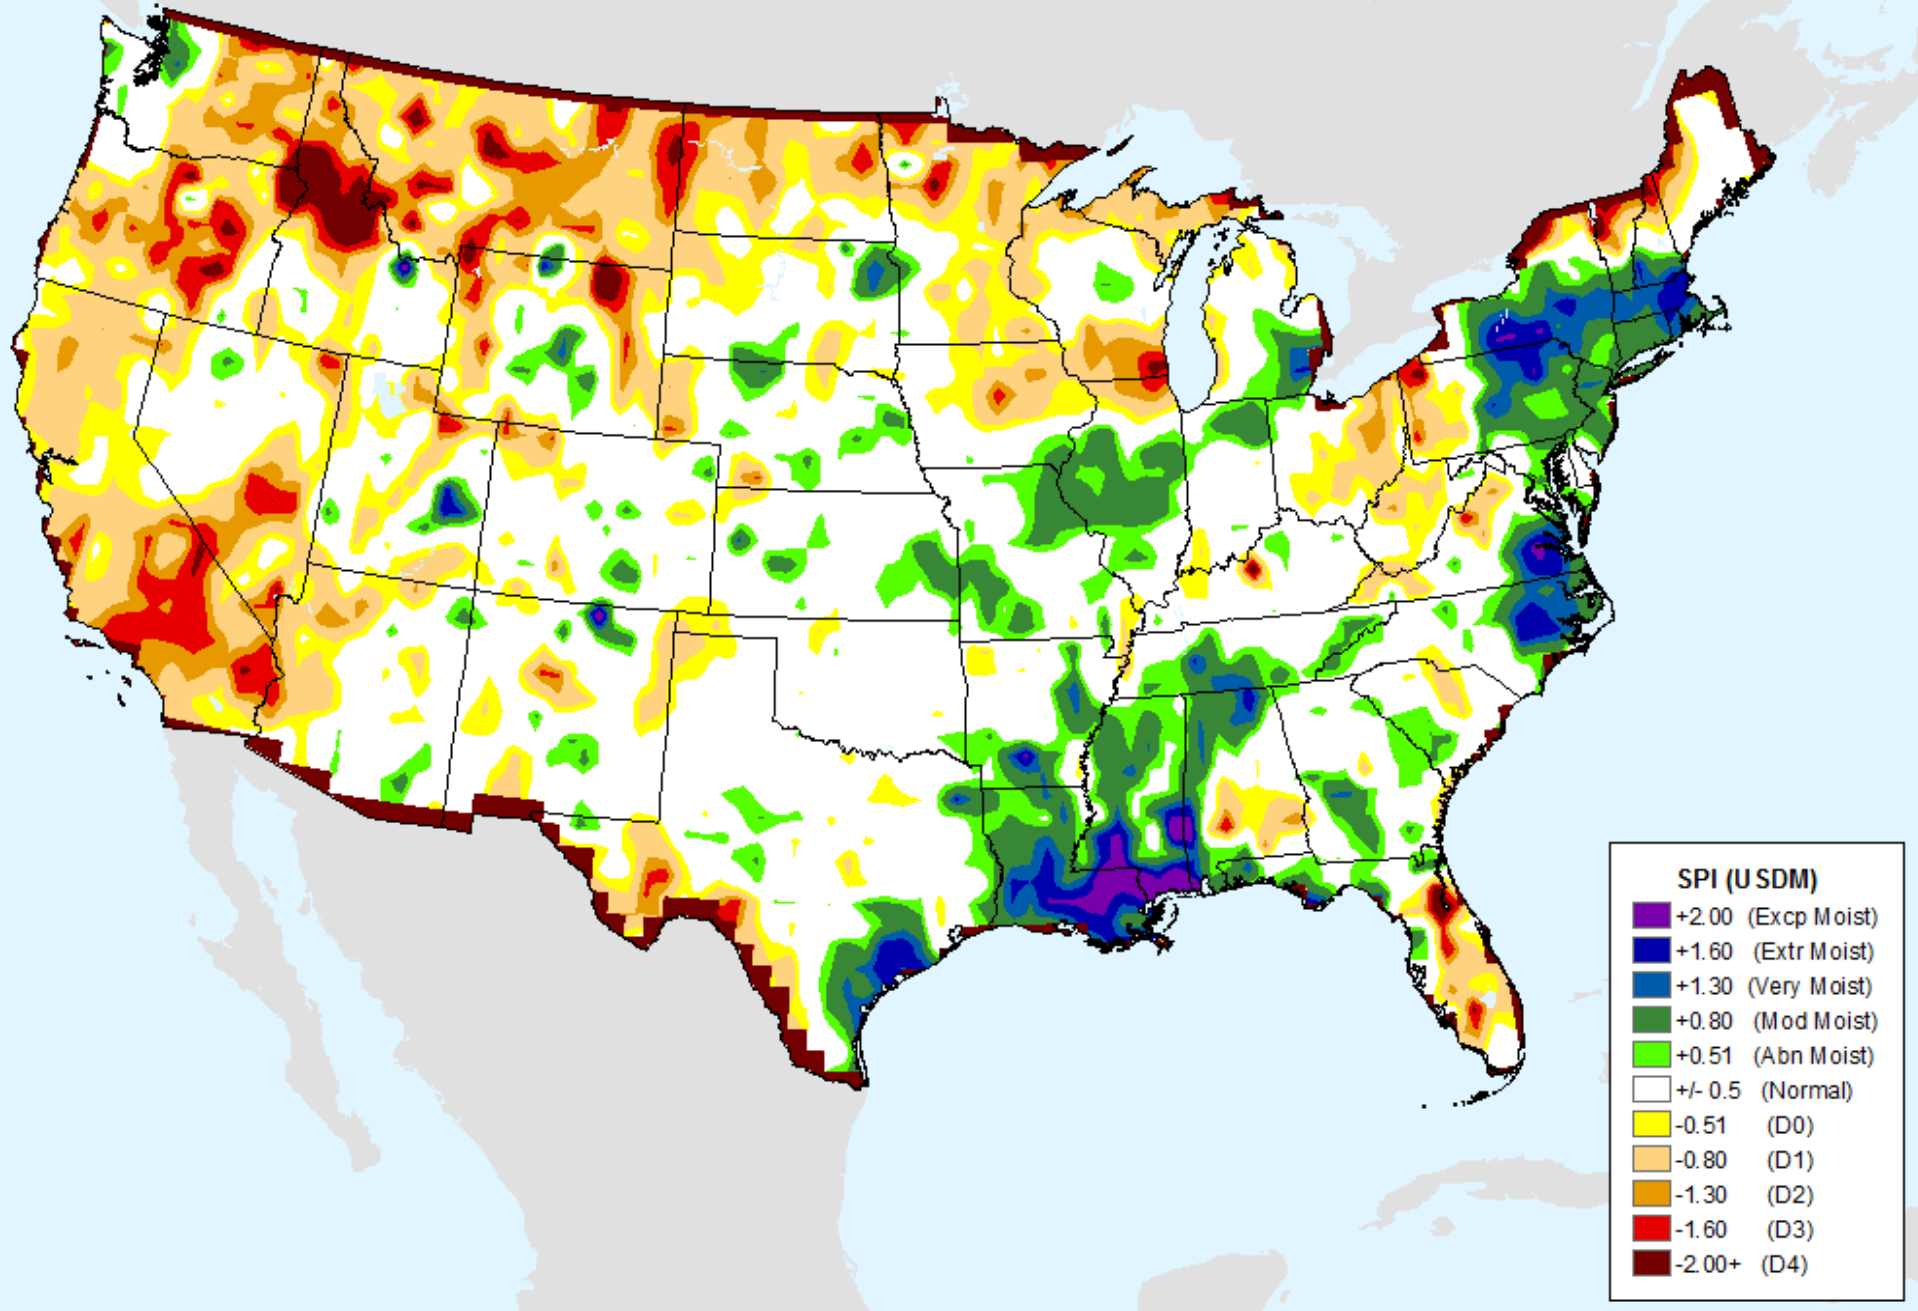 SPI (USDM)
+2.00 (Excp Moist)
+1.60 (Extr Moist)
+1.30 (Very Moist)
+0.80 (Mod Moist)
+0.51 (Abn Moist)
+/- 0.5 (Normal)
-0.51 (D0)
-0.80 (D1)
-1.30 (D2)
-1.60 (D3)
-2.00+ (D4)